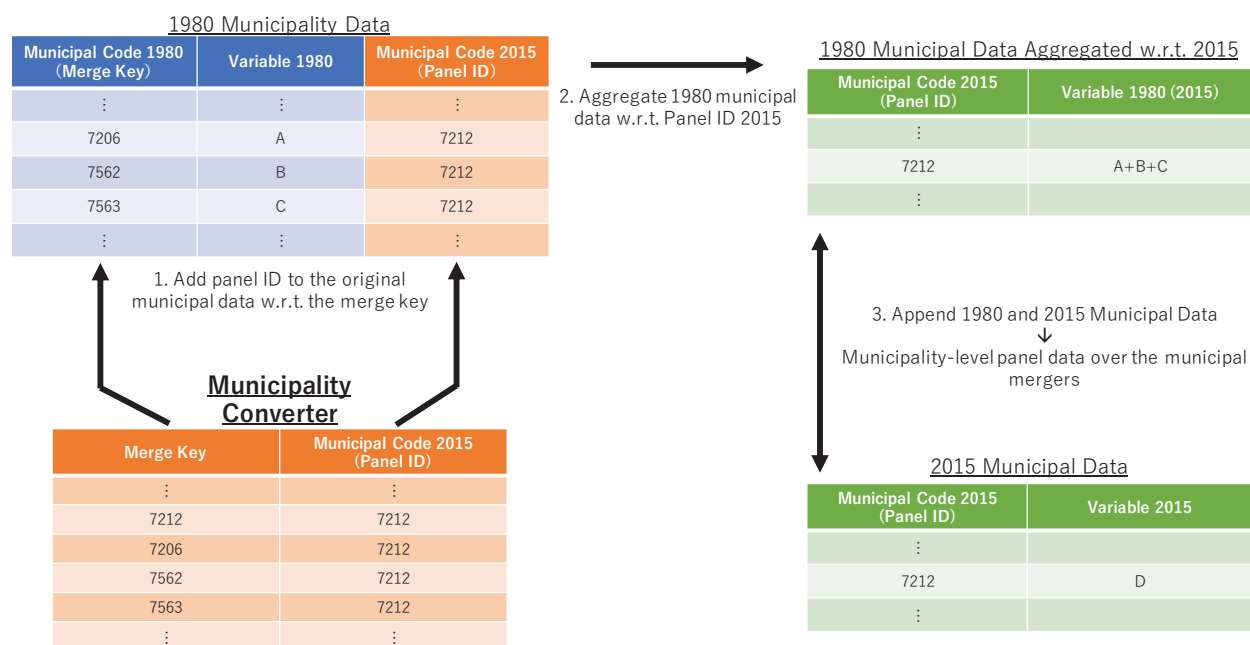 1980 Municipality Data
Municipal Code 1980
(Merge Key)
Variable 1980
Municipal Code 2015
(Panel ID)
⋮
⋮
⋮
7206
A
7212
7562
B
7212
7563
C
7212
⋮
⋮
⋮
1. Add panel ID to the original
municipal data w.r.t. the merge key
Municipality
Converter
Merge Key
Municipal Code 2015
(Panel ID)
⋮
⋮
7212
7212
7206
7212
7562
7212
7563
7212
⋮
⋮
2. Aggregate 1980 municipal
data w.r.t. Panel ID 2015
1980 Municipal Data Aggregated w.r.t. 2015
Municipal Code 2015
(Panel ID)
Variable 1980 (2015)
⋮
7212
A+B+C
⋮
3. Append 1980 and 2015 Municipal Data
↓
Municipality-level panel data over the municipal
mergers
2015 Municipal Data
Municipal Code 2015
(Panel ID)
Variable 2015
⋮
7212
D
⋮